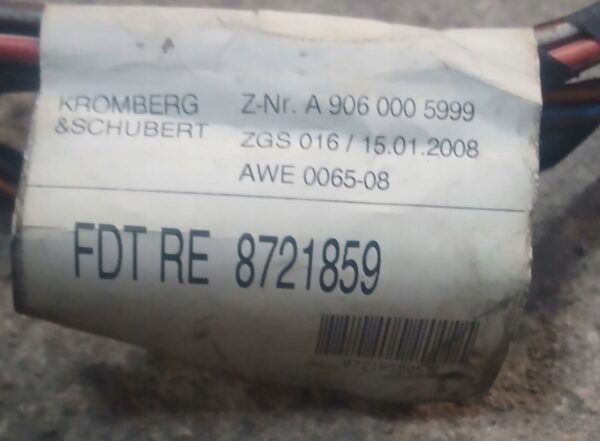 KROMBERG
&SCHUBERT
Z-Nr. A 906 000 5999
ZGS 016 / 15.01.2008
AWE 0065-08
FDT RE 8721859